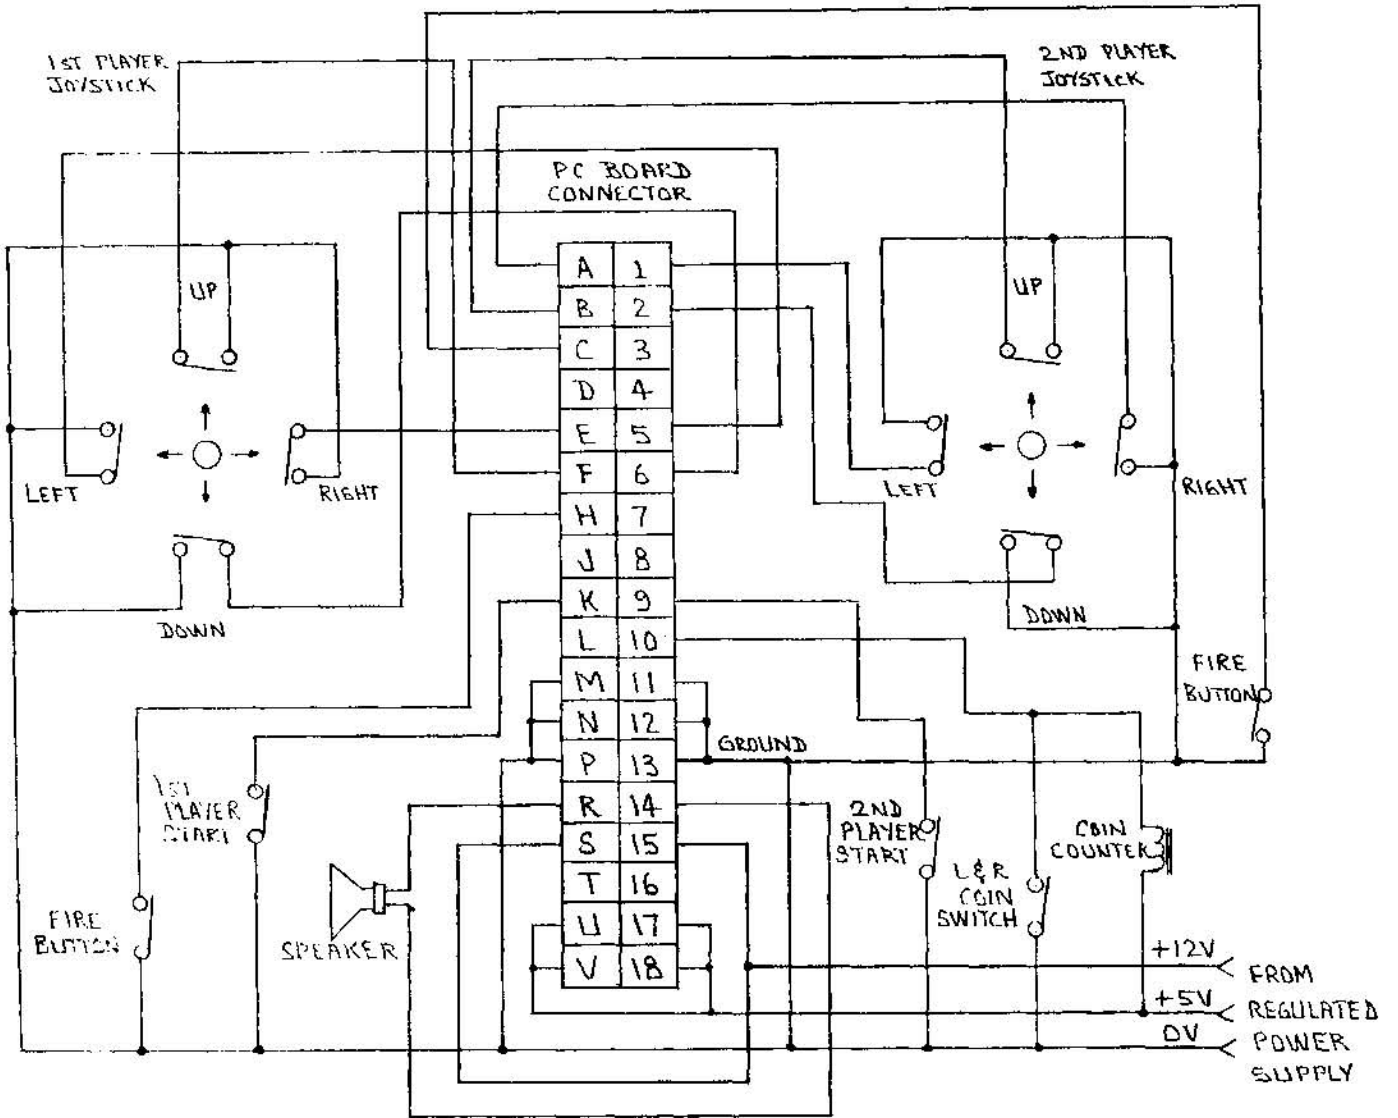 1ST PLAYER
JOYSTICK
2ND PLAYER
JOYSTICK
PC BOARD
CONNECTOR
UP
UP
A 1
B 2
C 3
D 4
E 5
F 6
H 7
J 8
K 9
L 10
M 11
N 12
P 13
R 14
S 15
T 16
U 17
V 18
LEFT
RIGHT
LEFT
RIGHT
DOWN
DOWN
FIRE
BUTTON
GROUND
1ST
PLAYER
START
2ND
PLAYER
START
COIN
COUNTER
L&R
COIN
SWITCH
FIRE
BUTTON
SPEAKER
+12V
+5V
0V
FROM
REGULATED
POWER
SUPPLY